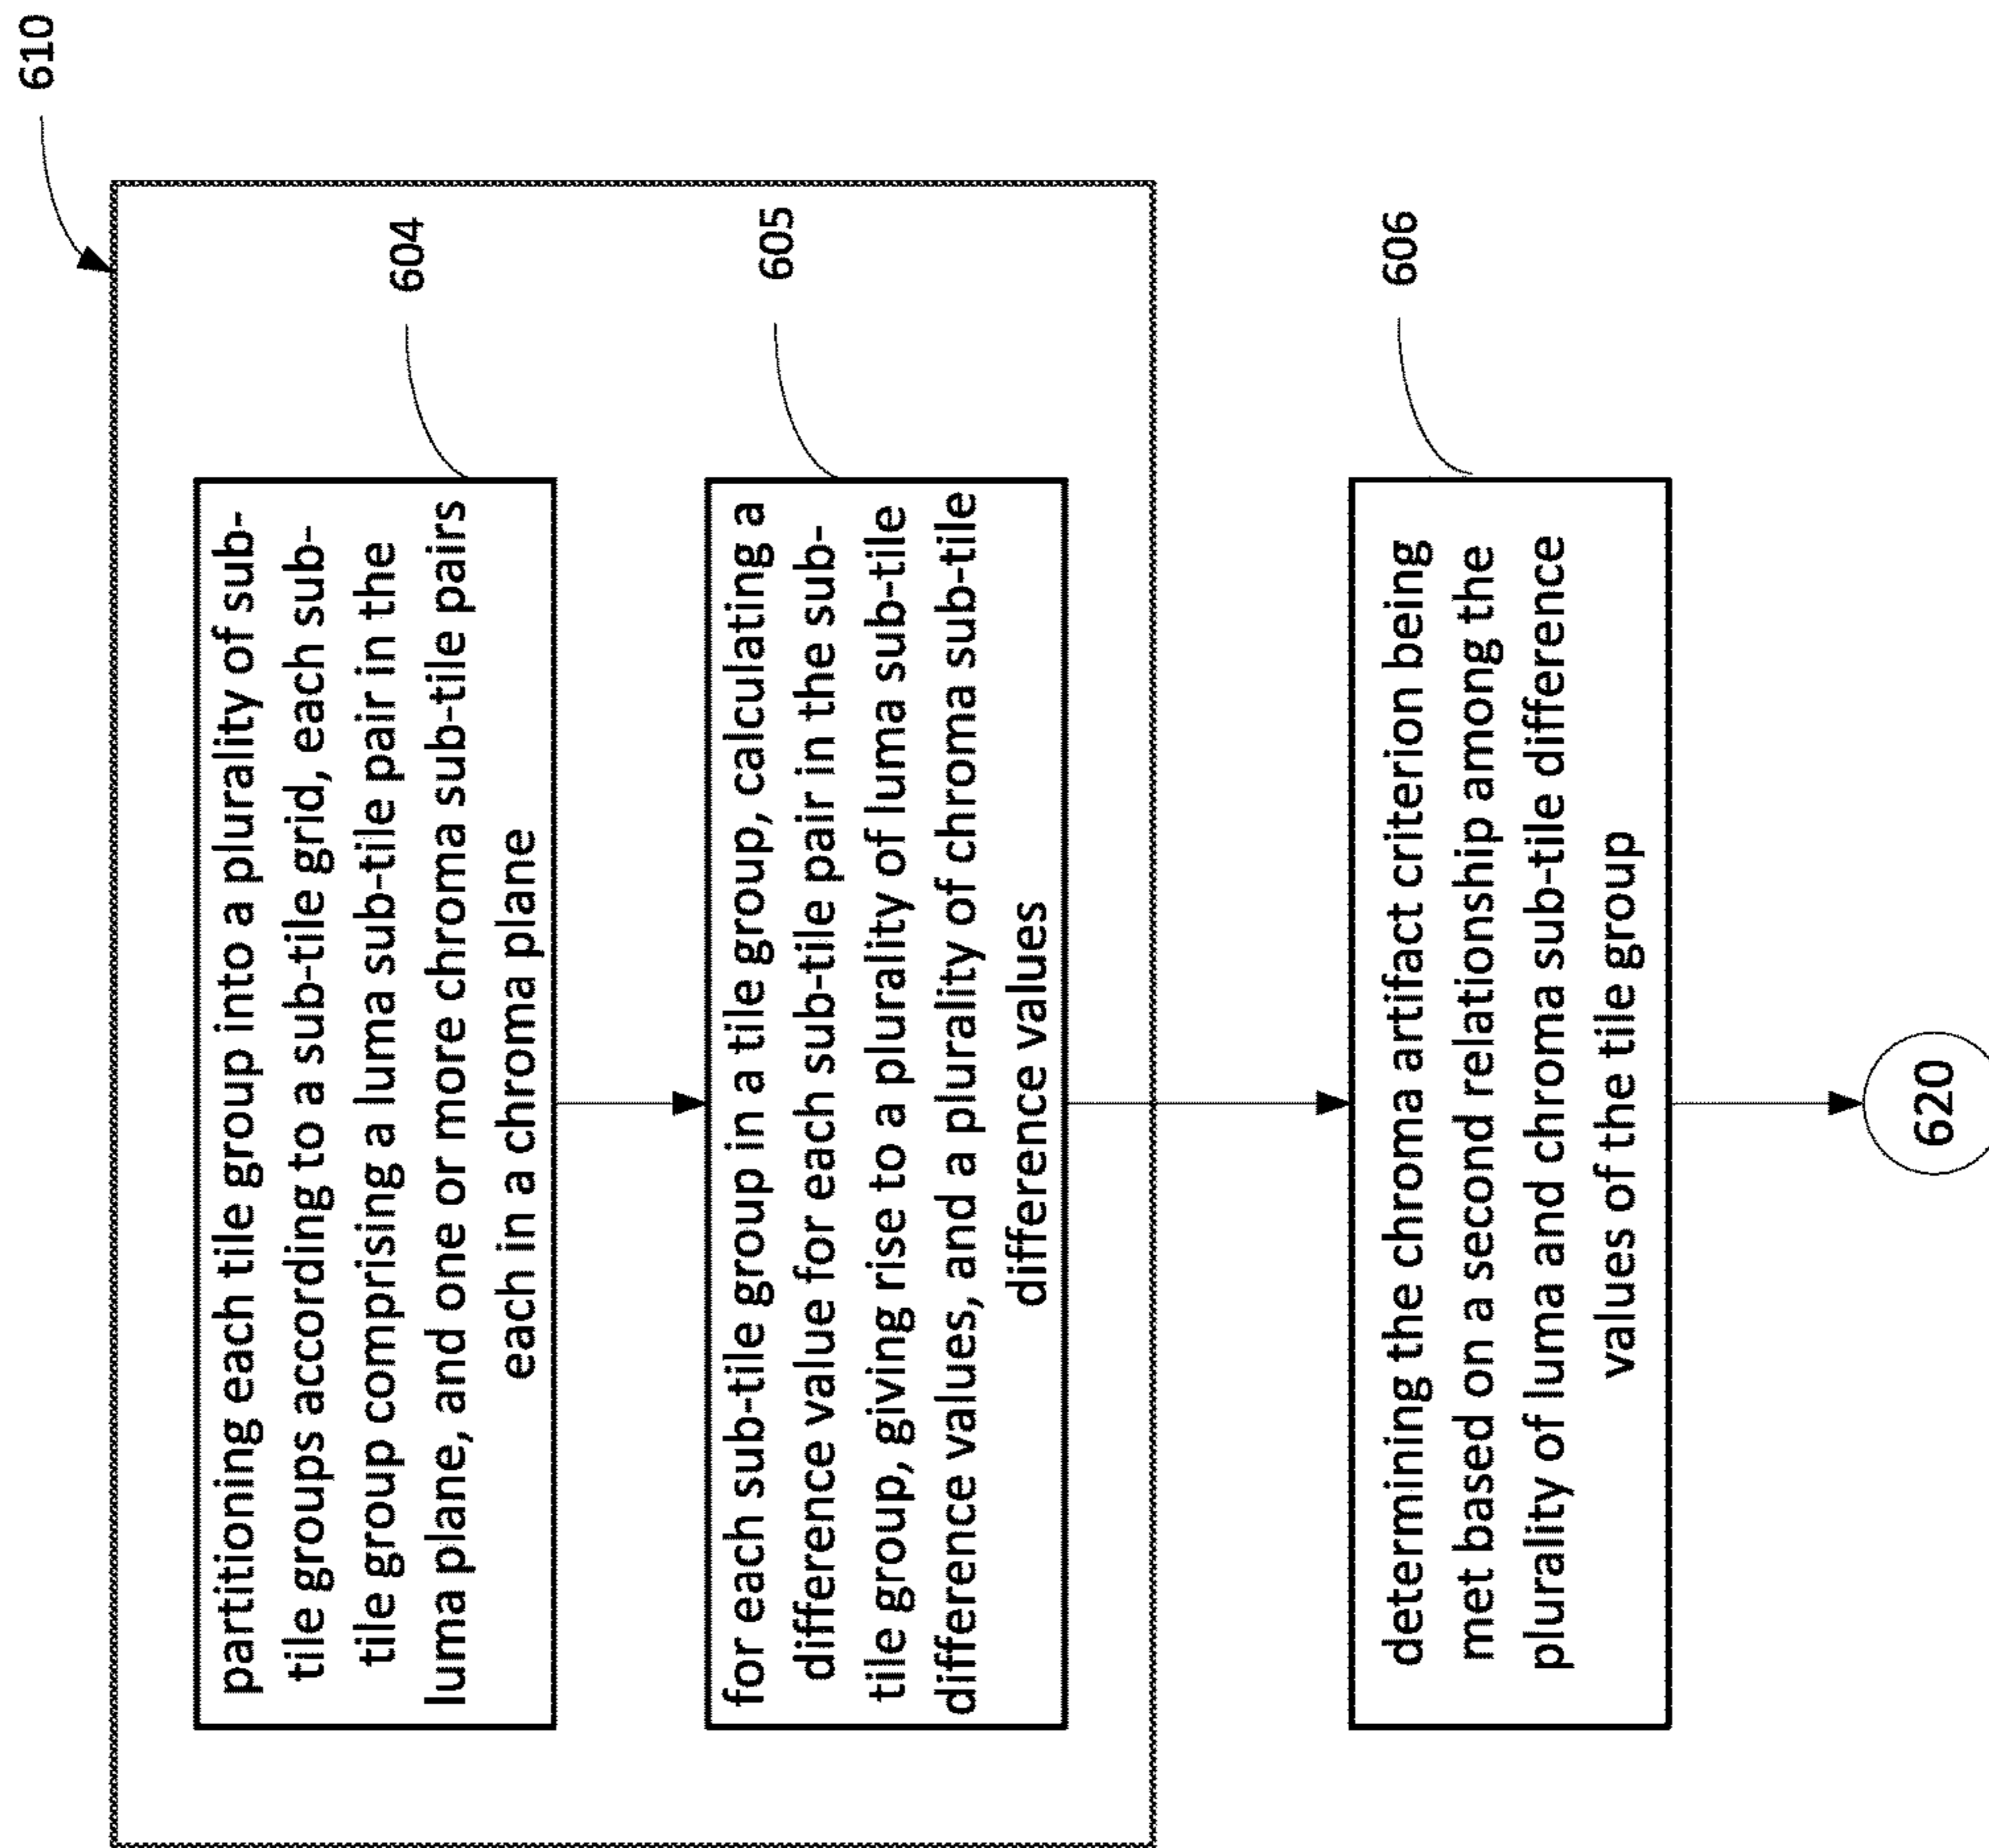 610
partitioning each tile group into a plurality of sub-
tile groups according to a sub-tile grid, each sub-
tile group comprising a luma sub-tile pair in the
luma plane, and one or more chroma sub-tile pairs
each in a chroma plane
604
for each sub-tile group in a tile group, calculating a
difference value for each sub-tile pair in the sub-
tile group, giving rise to a plurality of luma sub-tile
difference values, and a plurality of chroma sub-tile
difference values
605
determining the chroma artifact criterion being
met based on a second relationship among the
plurality of luma and chroma sub-tile difference
values of the tile group
606
620